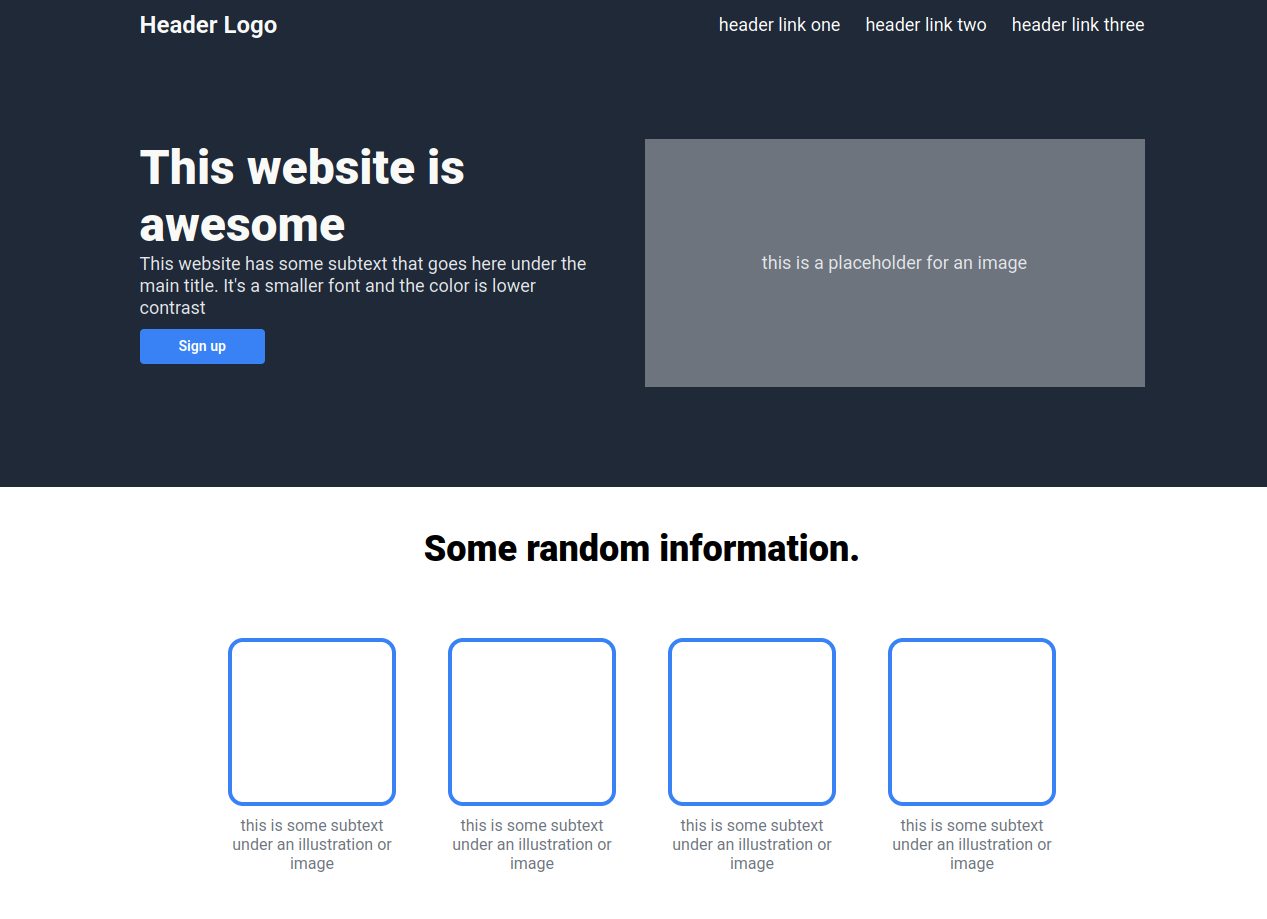 Header Logo
header link one
header link two
header link three
This website is
awesome
This website has some subtext that goes here under the
main title. It's a smaller font and the color is lower
contrast
Sign up
this is a placeholder for an image
Some random information.
this is some subtext
under an illustration or
image
this is some subtext
under an illustration or
image
this is some subtext
under an illustration or
image
this is some subtext
under an illustration or
image